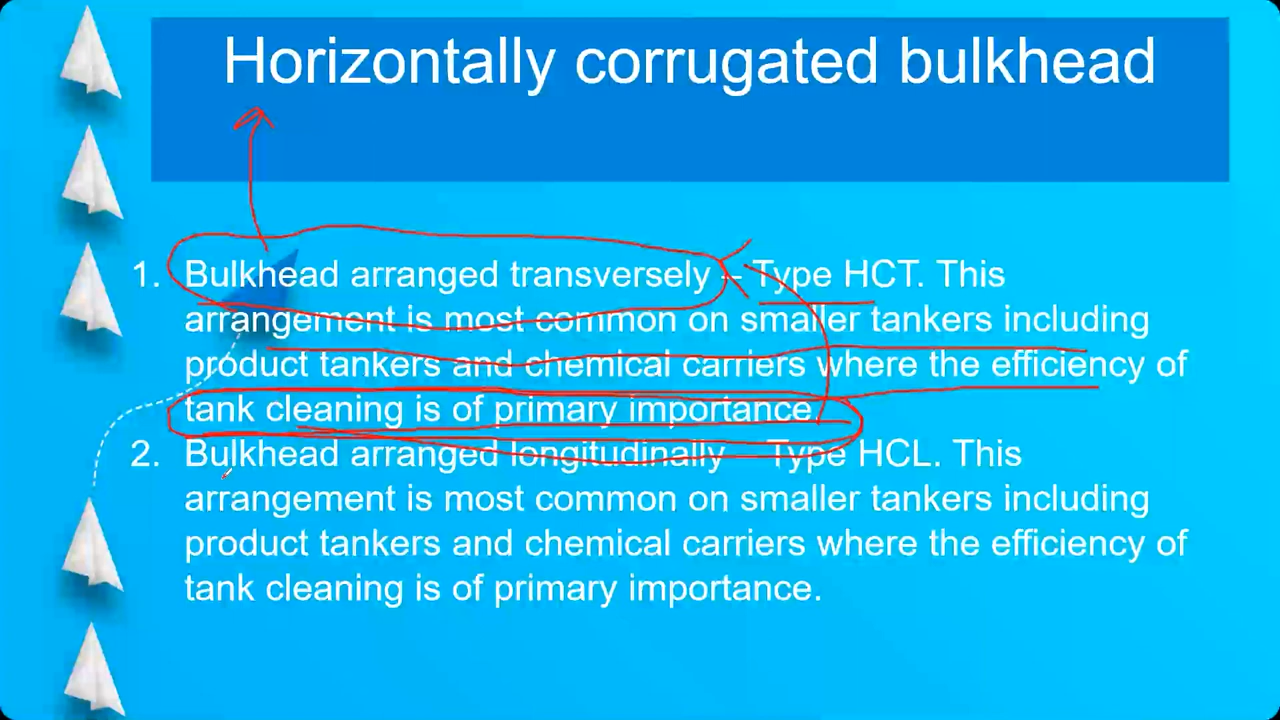 Horizontally corrugated bulkhead
1. Bulkhead arranged transversely – Type HCT. This
arrangement is most common on smaller tankers including
product tankers and chemical carriers where the efficiency of
tank cleaning is of primary importance.
2. Bulkhead arranged longitudinally – Type HCL. This
arrangement is most common on smaller tankers including
product tankers and chemical carriers where the efficiency of
tank cleaning is of primary importance.